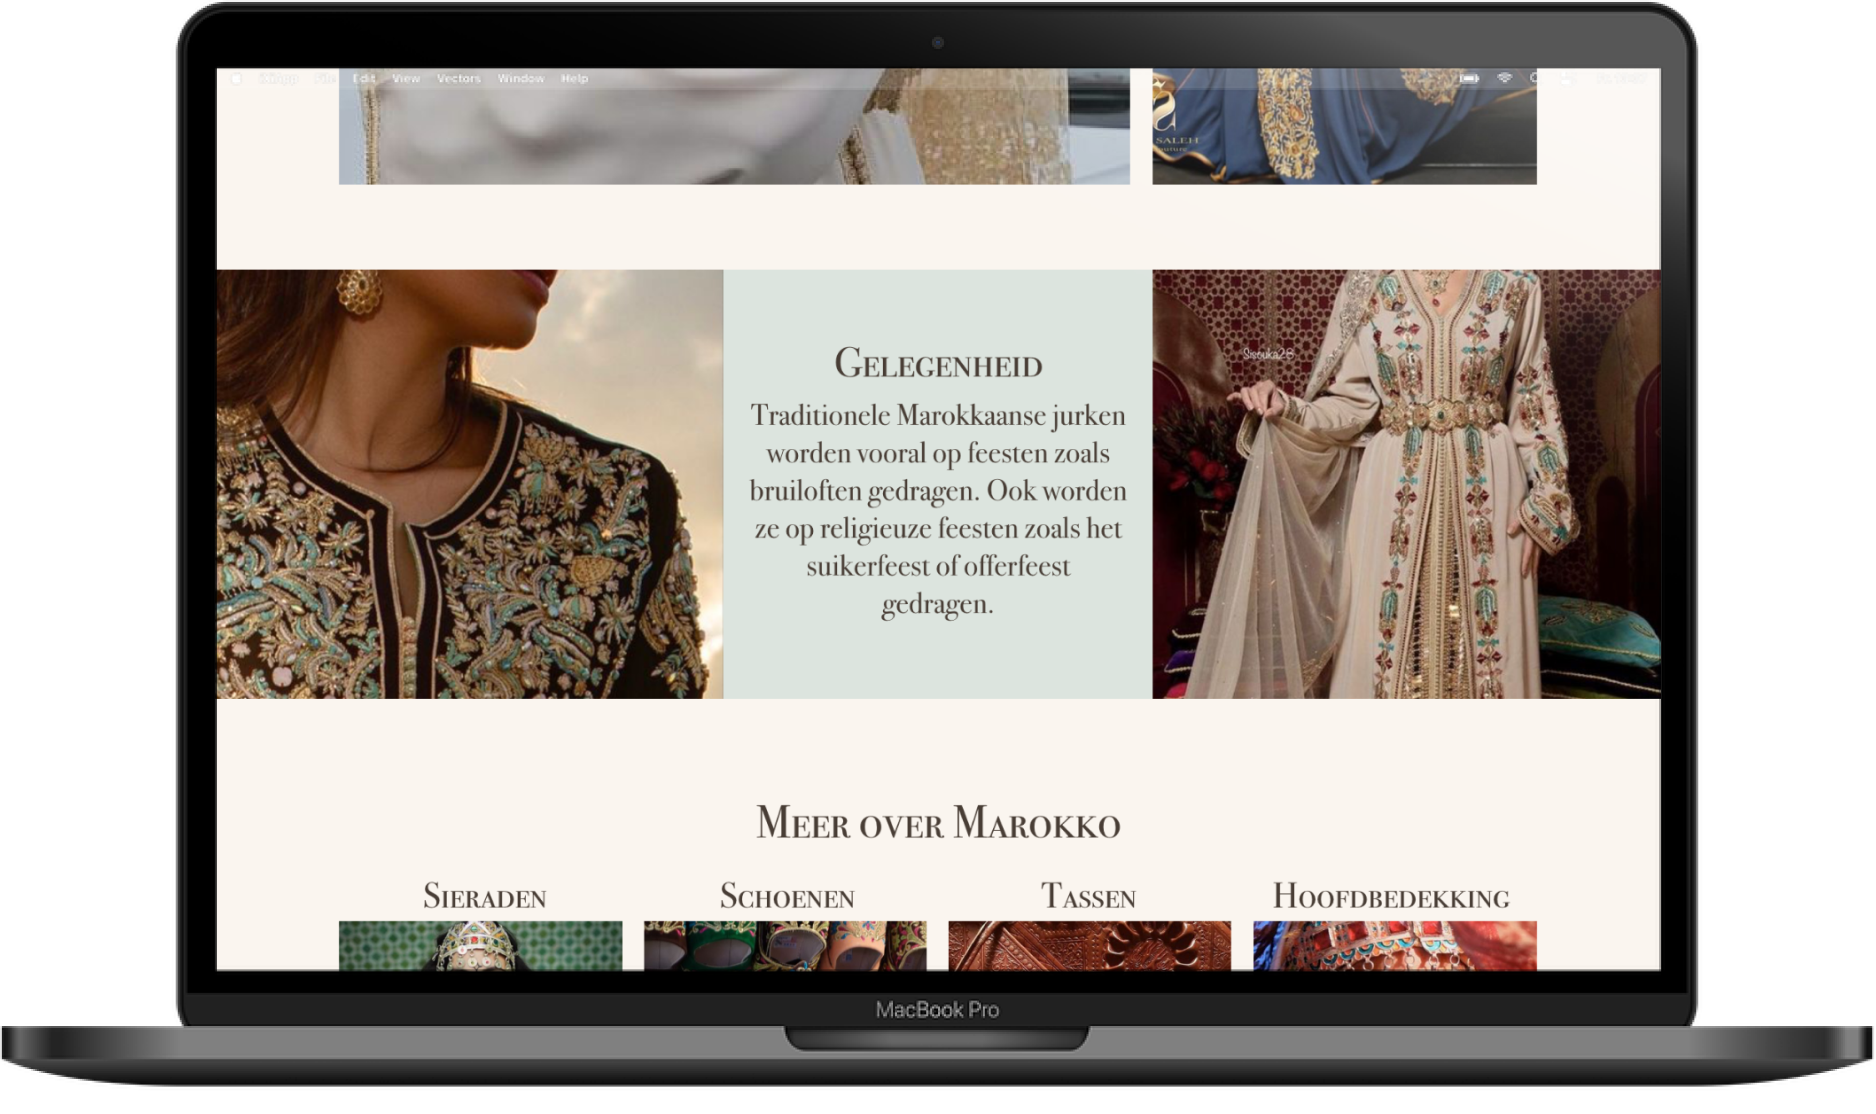 Edit View Vectors Window Help
SALEH
Gelegenheid
Traditionele Marokkaanse jurken
worden vooral op feesten zoals
bruiloften gedragen. Ook worden
ze op religieuze feesten zoals het
suikerfeest of offerfeest
gedragen.
Sisouka26
Meer over Marokko
Sieraden
Schoenen
Tassen
Hoofdbedekking
MacBook Pro